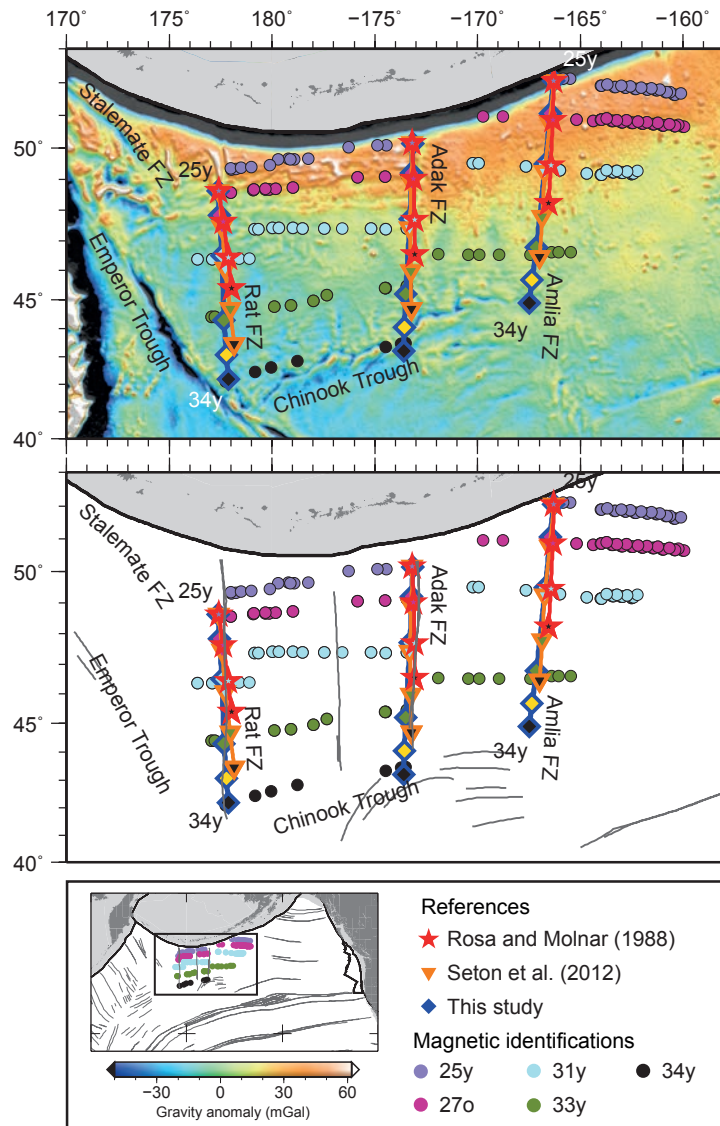 170° 180° −175° −170° −165° −160°
25y
Stalemate FZ
50°
25y
Adak FZ
Emperor Trough
45°
Rat FZ
Amlia FZ
34y
34y
Chinook Trough
40°
25y
Stalemate FZ
50°
25y
Adak FZ
Emperor Trough
45°
Rat FZ
Amlia FZ
34y
34y
Chinook Trough
40°
References
Rosa and Molnar (1988)
Seton et al. (2012)
This study
Magnetic identifications
25y 31y 34y
27o 33y
−30 0 30 60
Gravity anomaly (mGal)